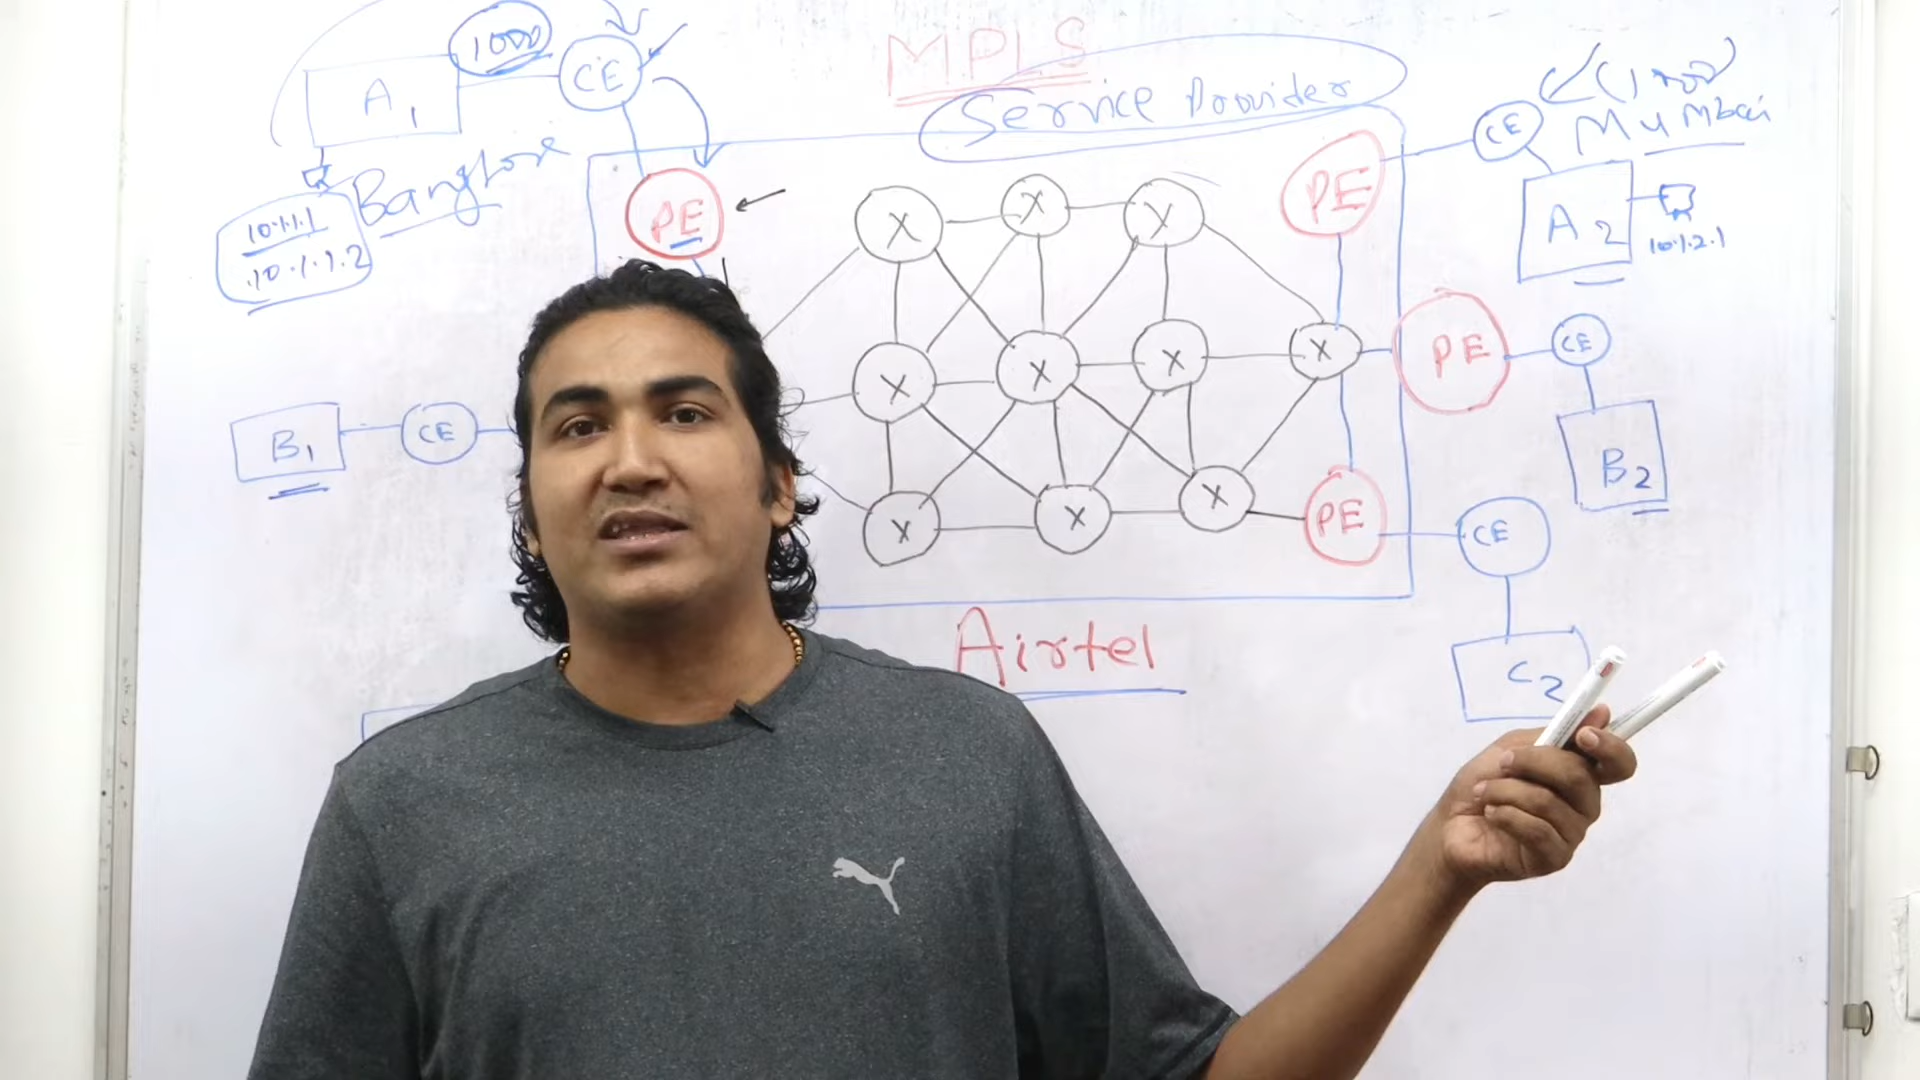 MPLS
Service Provider
1000
CE
A1
Banglore
10.1.1.1
10.1.1.2
PE
X
X
X
PE
CE
Mumbai
A2
10.1.2.1
B1
CE
X
X
X
X
PE
CE
B2
X
X
X
PE
CE
C2
Airtel